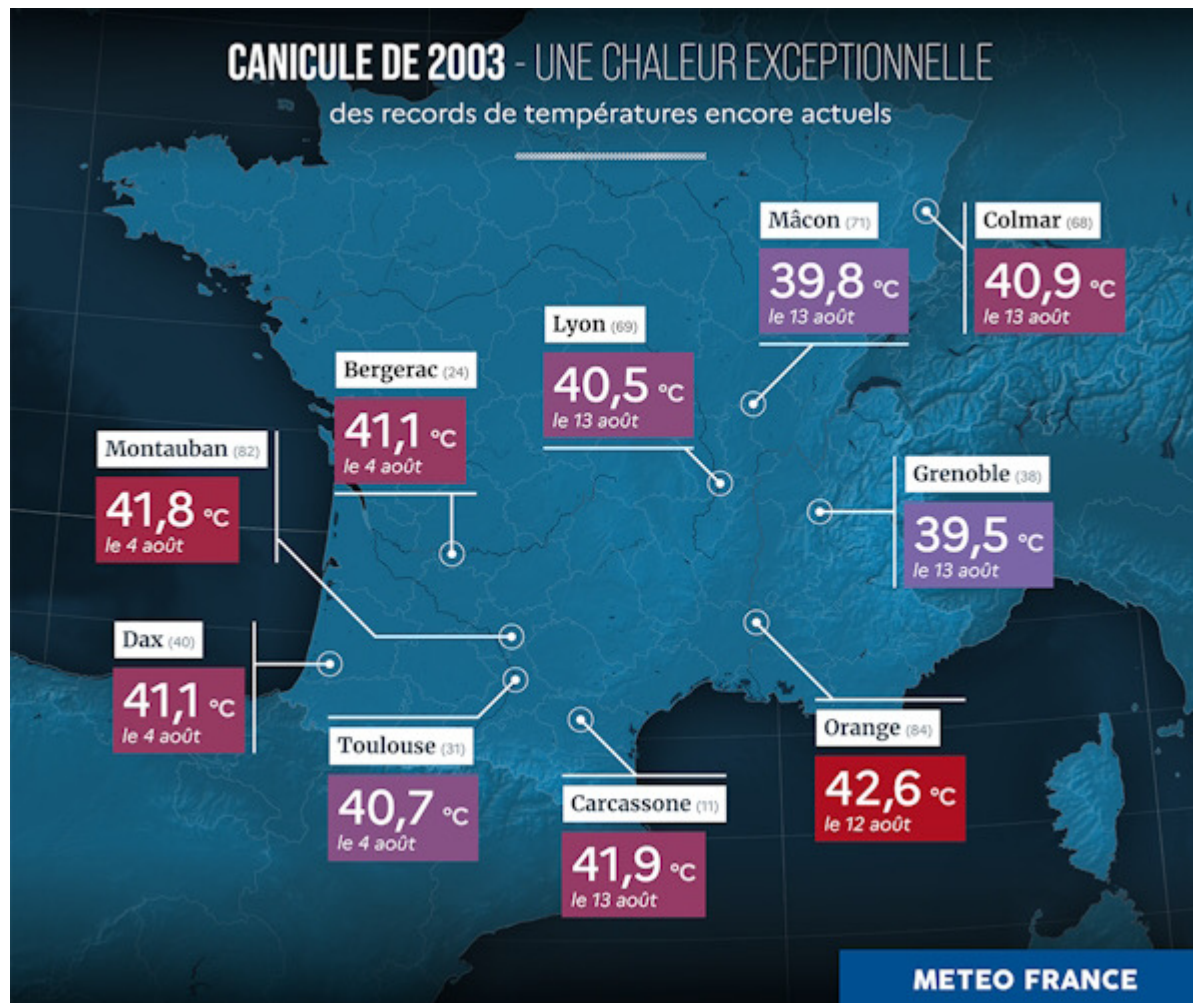 CANICULE DE 2003 - UNE CHALEUR EXCEPTIONNELLE
des records de températures encore actuels
Mâcon (71)
39,8 °C
le 13 août
Colmar (68)
40,9 °C
le 13 août
Lyon (69)
40,5 °C
le 13 août
Bergerac (24)
41,1 °C
le 4 août
Montauban (82)
41,8 °C
le 4 août
Grenoble (38)
39,5 °C
le 13 août
Dax (40)
41,1 °C
le 4 août
Toulouse (31)
40,7 °C
le 4 août
Carcassone (11)
41,9 °C
le 13 août
Orange (84)
42,6 °C
le 12 août
METEO FRANCE